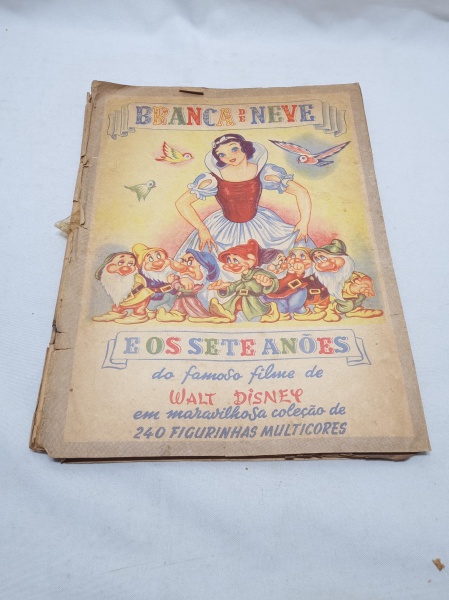 BRANCA DE NEVE
E OS SETE ANÕES
do famoso filme de
WALT DISNEY
em maravilhosa coleção de
240 FIGURINHAS MULTICORES